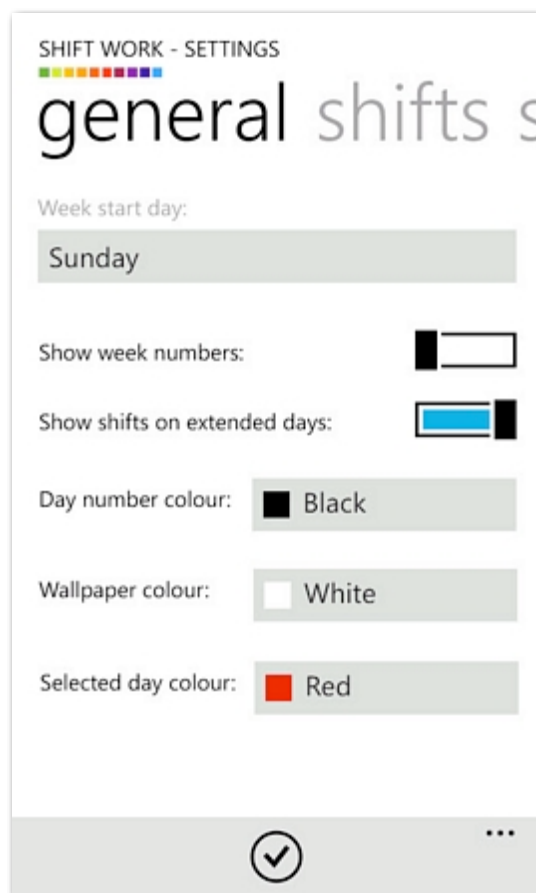 SHIFT WORK - SETTINGS
general shifts s
Week start day:
Sunday
Show week numbers:
Show shifts on extended days:
Day number colour: Black
Wallpaper colour: White
Selected day colour: Red